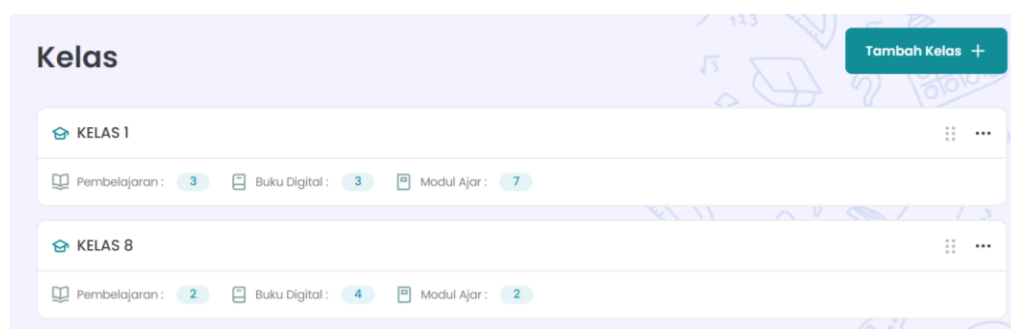 Kelas
Tambah Kelas +
KELAS 1
Pembelajaran : 3 Buku Digital : 3 Modul Ajar : 7
KELAS 8
Pembelajaran : 2 Buku Digital : 4 Modul Ajar : 2